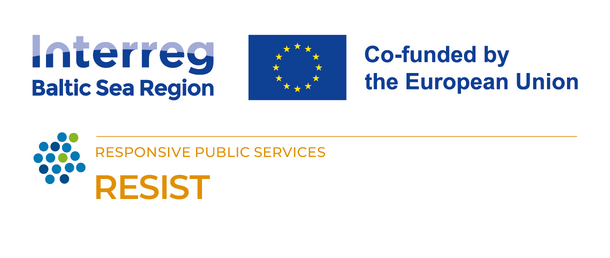 Interreg
Baltic Sea Region
Co-funded by
the European Union
RESPONSIVE PUBLIC SERVICES
RESIST